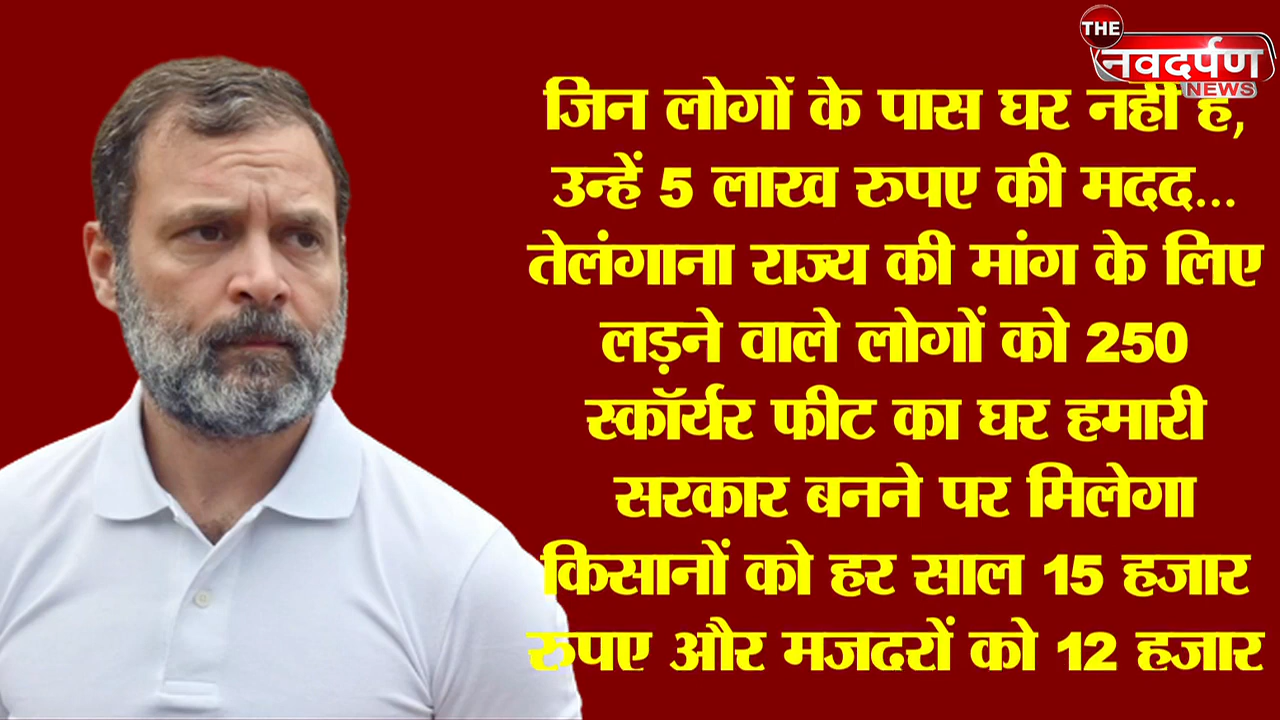 THE
नवदर्पण
NEWS
जिन लोगों के पास घर नहीं है,
उन्हें 5 लाख रुपए की मदद...
तेलंगाना राज्य की मांग के लिए
लड़ने वाले लोगों को 250
स्कॉर्यर फीट का घर हमारी
सरकार बनने पर मिलेगा
किसानों को हर साल 15 हजार
रुपए और मजदरों को 12 हजार